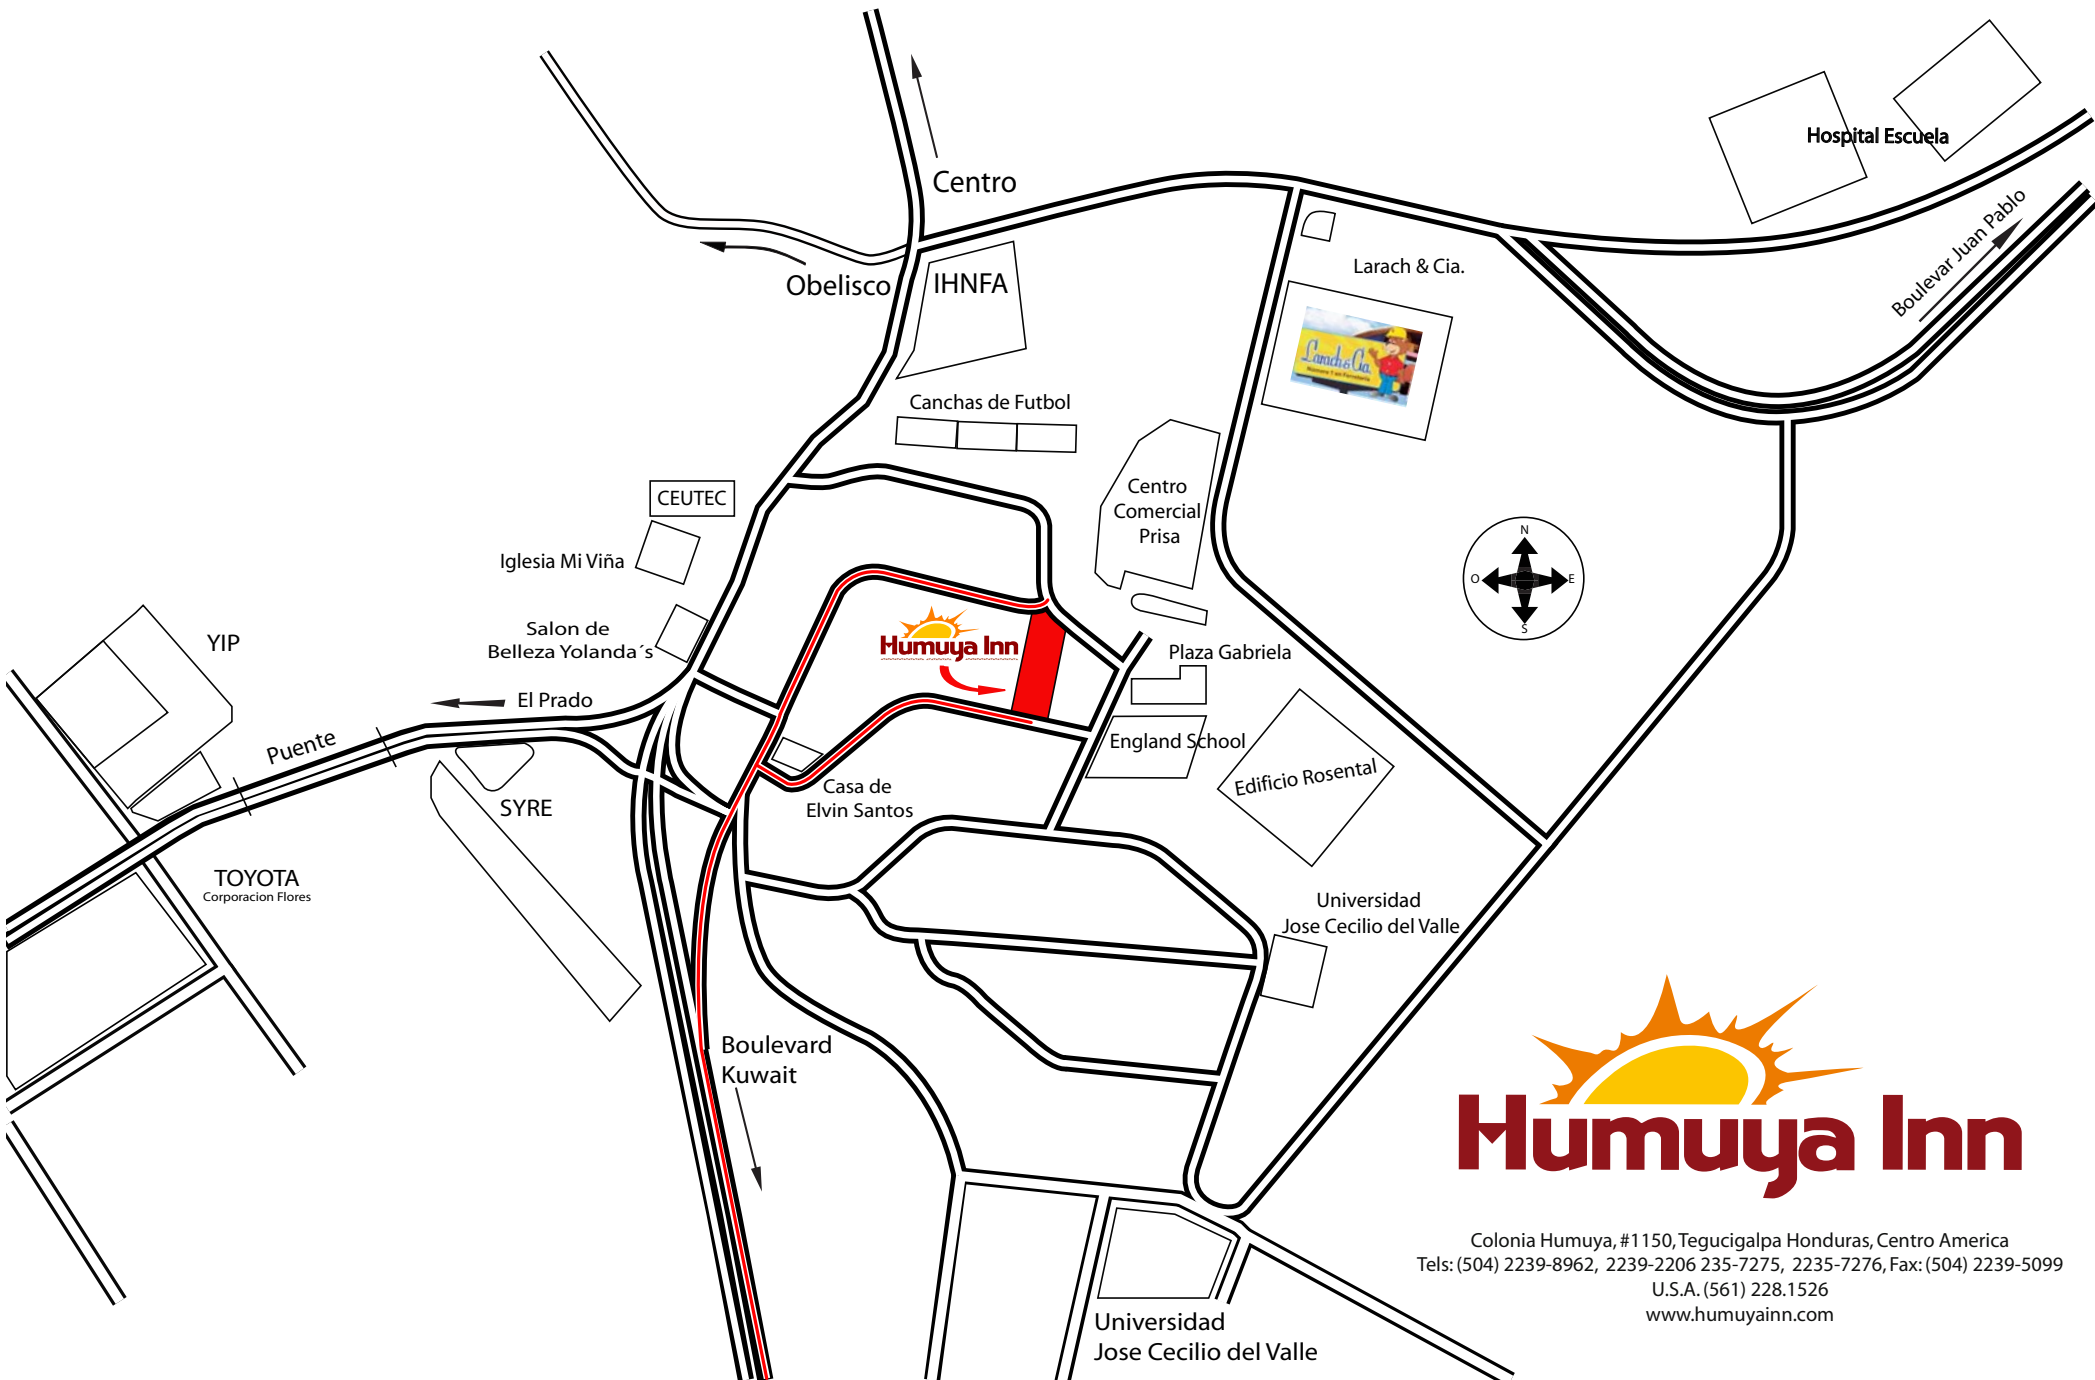 Centro
Hospital Escuela
Boulevar Juan Pablo
Obelisco
IHNFA
Larach & Cia.
Larach & Cia.
Canchas de Futbol
CEUTEC
Centro
Comercial
Prisa
Iglesia Mi Viña
N
O
E
S
Salon de
Belleza Yolanda´s
YIP
Humuya Inn
Plaza Gabriela
El Prado
Puente
England School
Edificio Rosental
Casa de
Elvin Santos
SYRE
TOYOTA
Corporacion Flores
Universidad
Jose Cecilio del Valle
Boulevard
Kuwait
Humuya Inn
Colonia Humuya, #1150, Tegucigalpa Honduras, Centro America
Tels: (504) 2239-8962, 2239-2206 235-7275, 2235-7276, Fax: (504) 2239-5099
U.S.A. (561) 228.1526
www.humuyainn.com
Universidad
Jose Cecilio del Valle